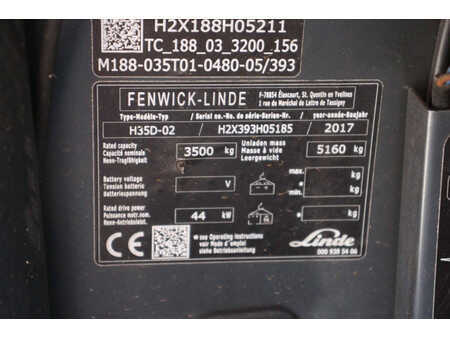 H2X188H05211
TC_188_03_3200_156
M188-035T01-0480-05/393
FENWICK-LINDE
F-78854 Élancourt, St. Quentin en Yvelines
1 rue du Maréchal de Lattre de Tassigny
Type-Modèle-Typ / Serial no.-No. de série-Serien-Nr. / year-année-Baujahr
H35D-02 H2X393H05185 2017
Rated capacity
Capacité nominale
Nenn-Tragfähigkeit
3500 kg
Unladen mass
Masse à vide
Leergewicht
5160 kg
Battery voltage
Tension batterie
Batteriespannung
V
* max. kg
* min. kg
Rated drive power
Puissance motr.nom.
Nenn-Antriebsleist.
44 kW
* kg
CE
* see Operating instructions
voir Mode d'emploi
siehe Betriebsanleitung
Linde
000 935 54 06